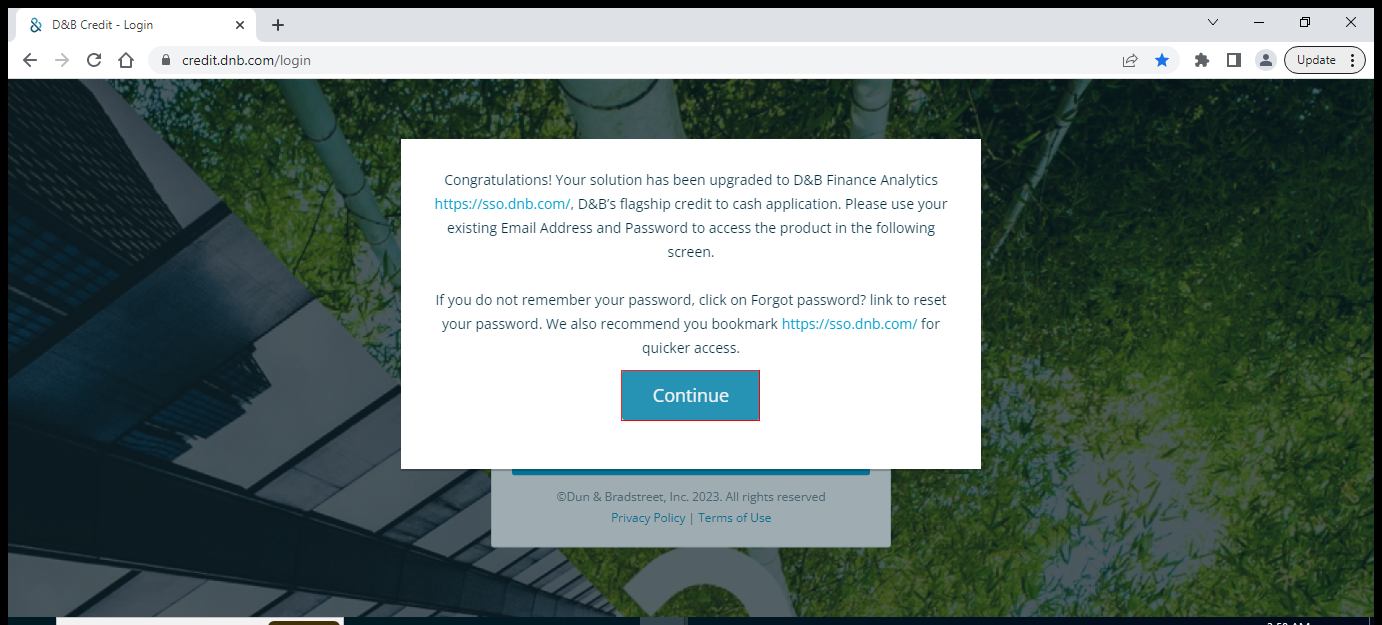 D&B Credit - Login
credit.dnb.com/login
Update
Congratulations! Your solution has been upgraded to D&B Finance Analytics
https://sso.dnb.com/, D&B’s flagship credit to cash application. Please use your
existing Email Address and Password to access the product in the following
screen.
If you do not remember your password, click on Forgot password? link to reset
your password. We also recommend you bookmark https://sso.dnb.com/ for
quicker access.
Continue
©Dun & Bradstreet, Inc. 2023. All rights reserved
Privacy Policy | Terms of Use